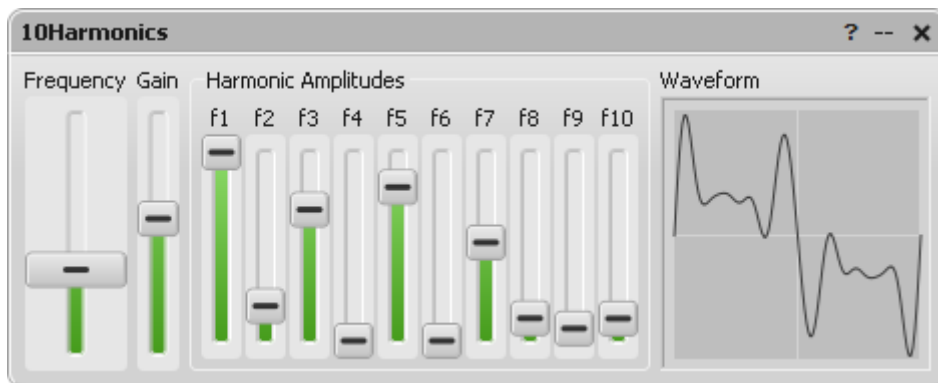 10Harmonics ? -- ×
Frequency Gain Harmonic Amplitudes Waveform
f1 f2 f3 f4 f5 f6 f7 f8 f9 f10